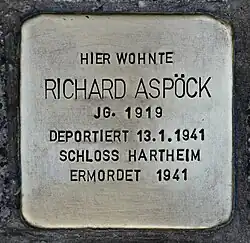 HIER WOHNTE
RICHARD ASPÖCK
JG. 1919
DEPORTIERT 13.1.1941
SCHLOSS HARTHEIM
ERMORDET 1941